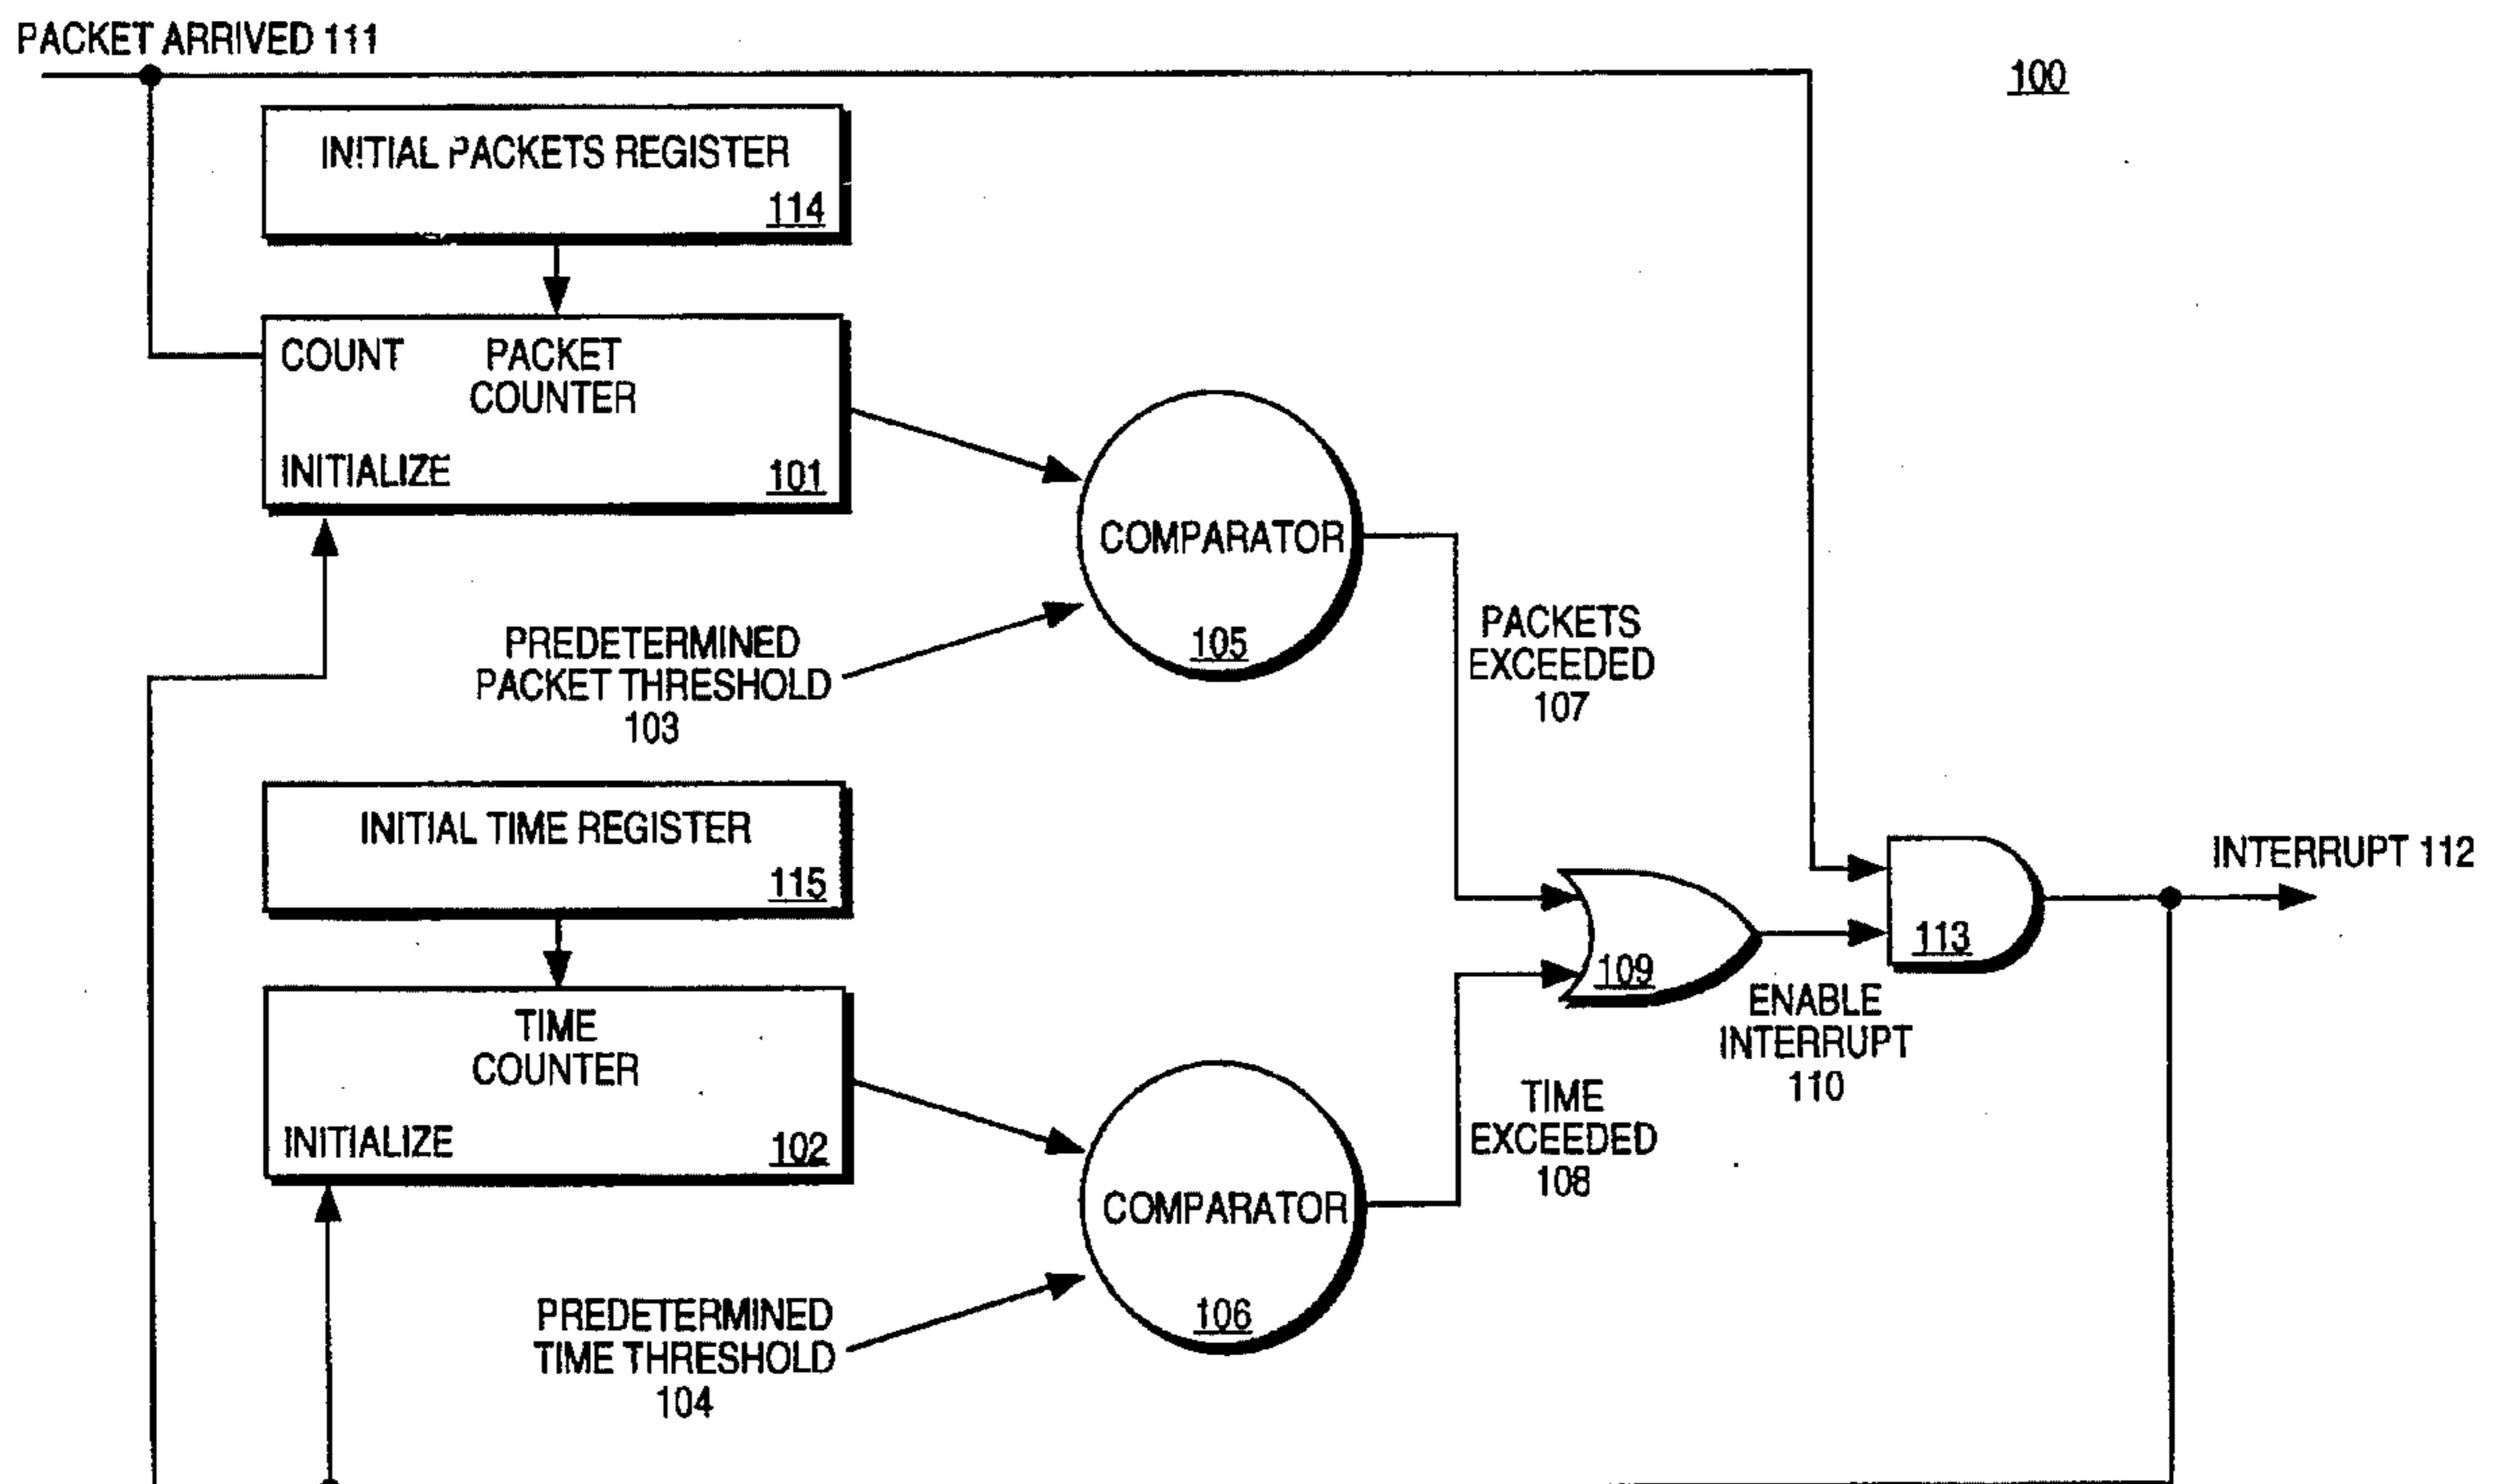 PACKET ARRIVED 111
100
INITIAL PACKETS REGISTER
114
COUNT PACKET
COUNTER
INITIALIZE 101
COMPARATOR
105
PREDETERMINED
PACKET THRESHOLD
103
PACKETS
EXCEEDED
107
INITIAL TIME REGISTER
115
INTERRUPT 112
113
109
ENABLE
INTERRUPT
110
TIME
COUNTER
INITIALIZE 102
TIME
EXCEEDED
108
COMPARATOR
106
PREDETERMINED
TIME THRESHOLD
104